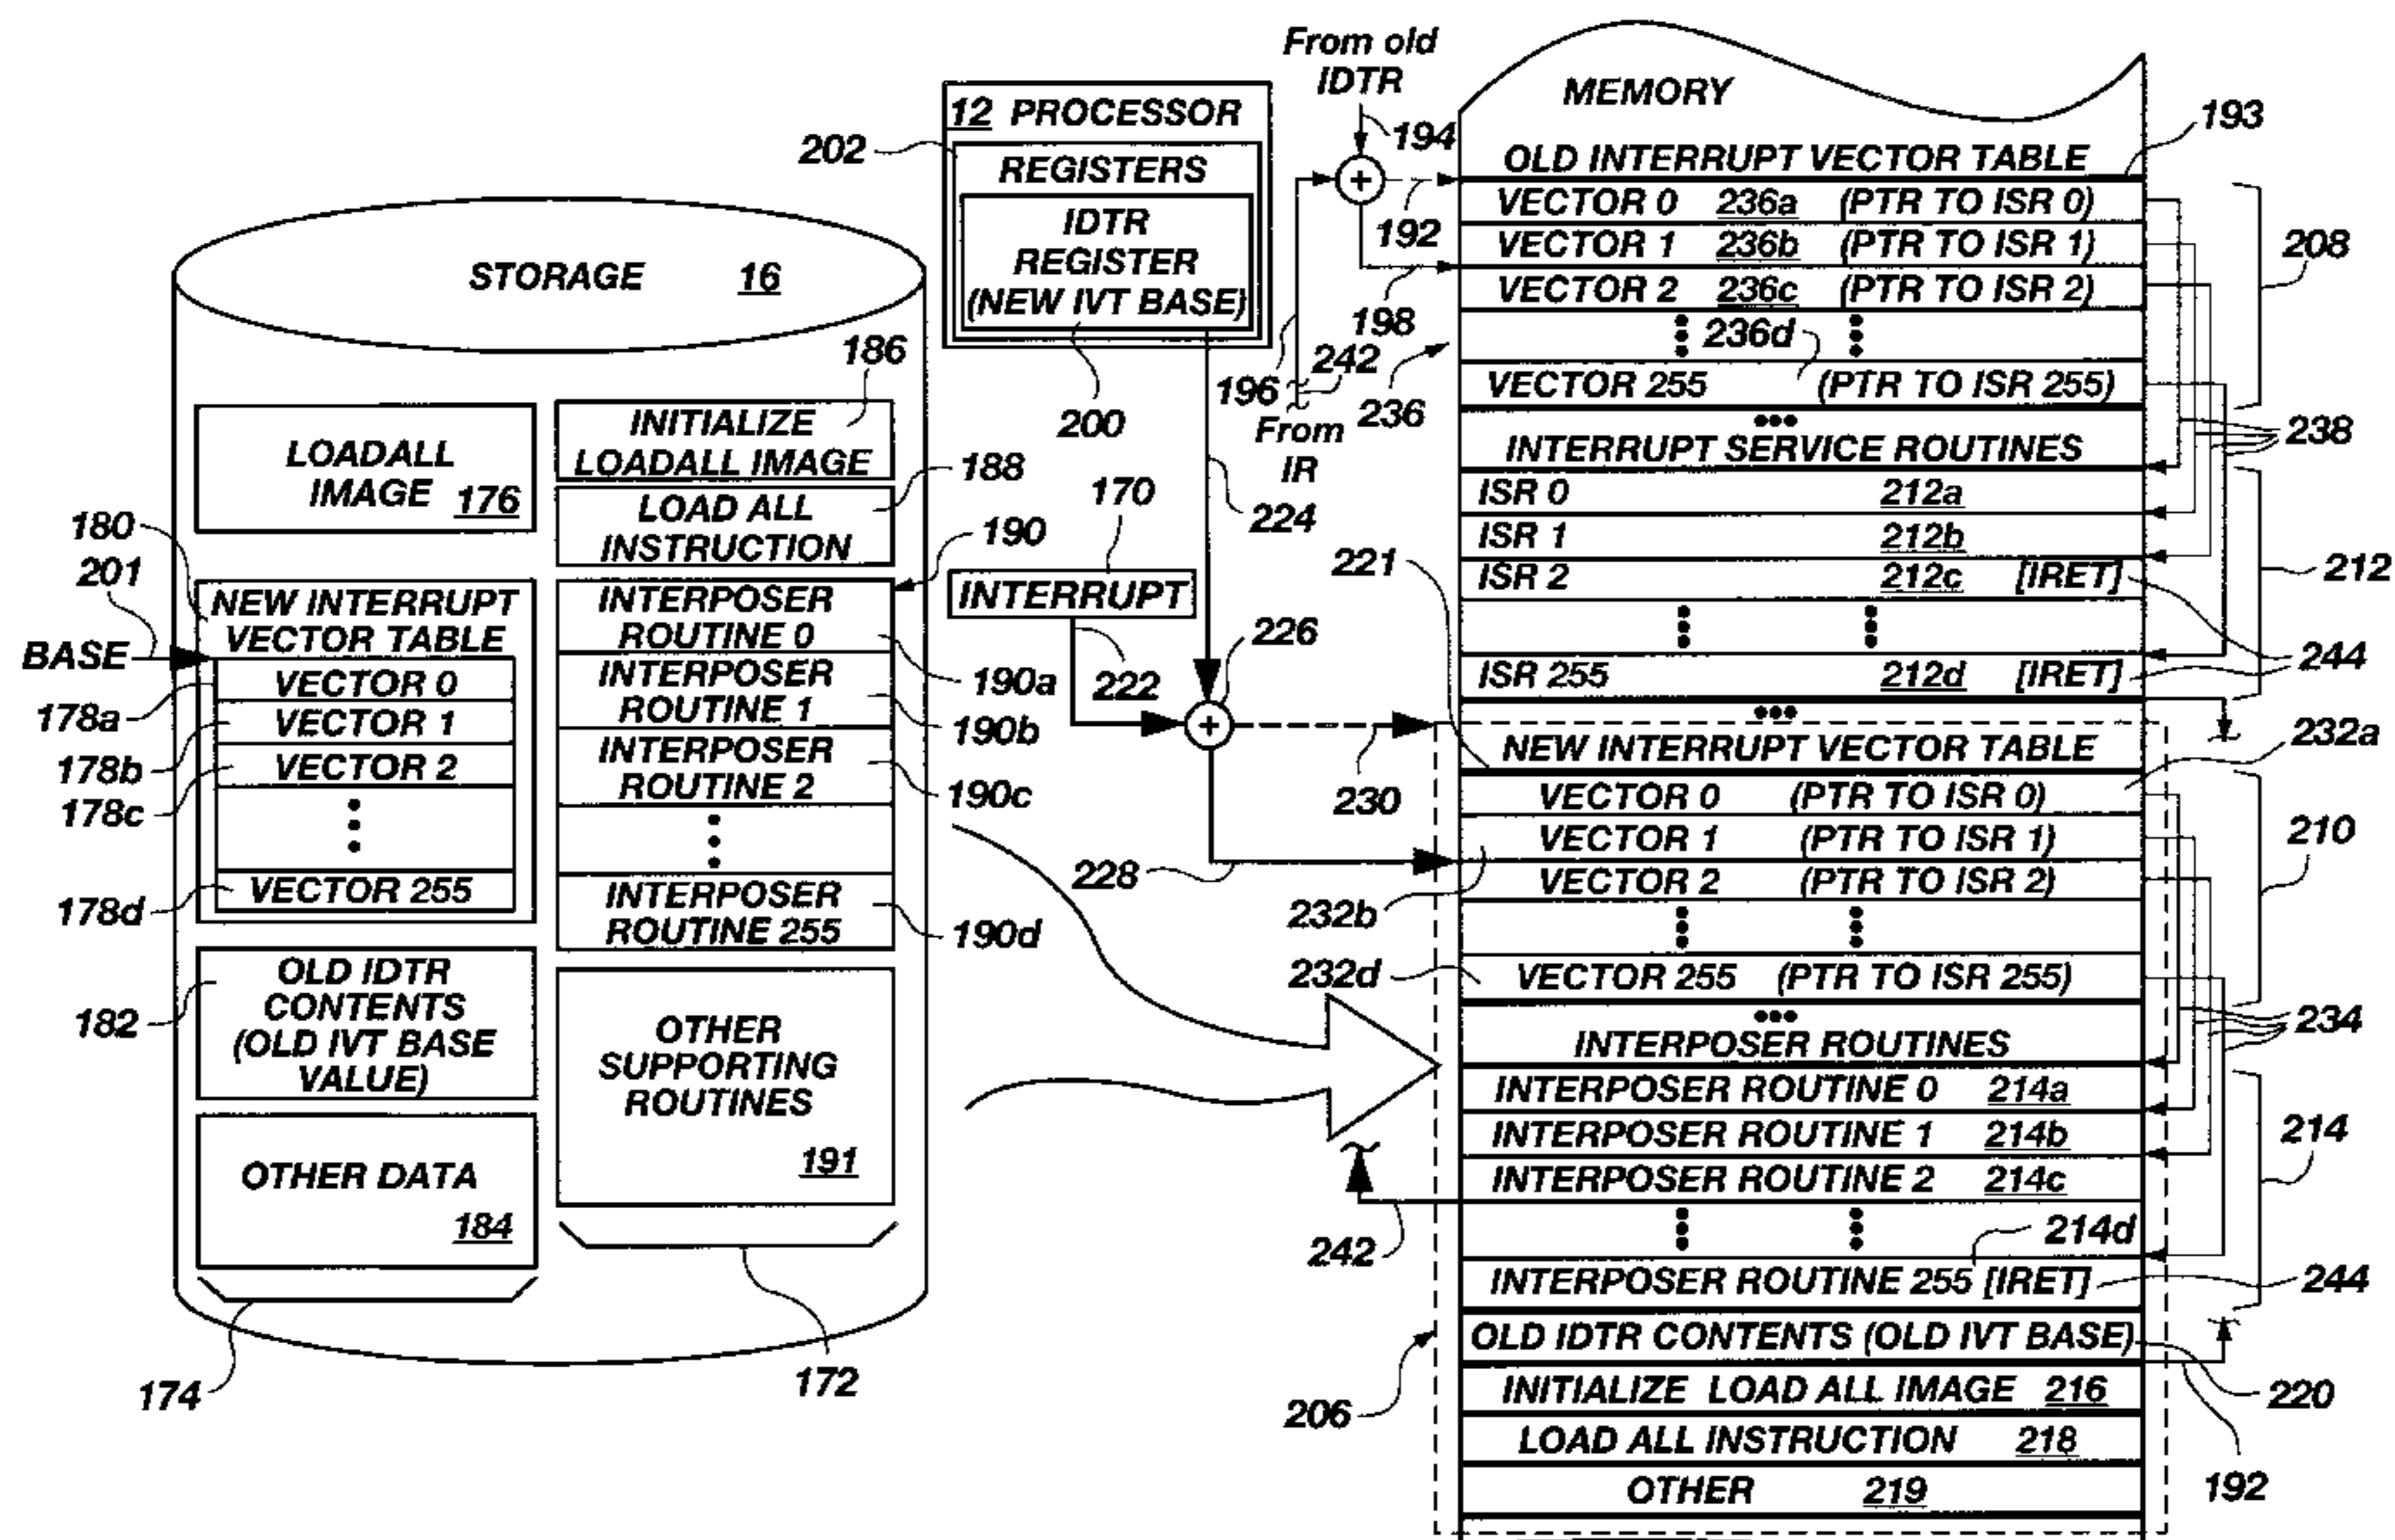 From old
IDTR
194
12 PROCESSOR
202
REGISTERS
IDTR
REGISTER
(NEW IVT BASE)
200
224
+
192
198
196
242
From
IR
236
STORAGE 16
LOADALL
IMAGE 176
180
201
BASE
NEW INTERRUPT
VECTOR TABLE
VECTOR 0
VECTOR 1
VECTOR 2
VECTOR 255
178a
178b
178c
178d
OLD IDTR
CONTENTS
(OLD IVT BASE
VALUE)
182
OTHER DATA
184
174
186
INITIALIZE
LOADALL IMAGE
188
LOAD ALL
INSTRUCTION
190
INTERPOSER
ROUTINE 0
190a
INTERPOSER
ROUTINE 1
190b
INTERPOSER
ROUTINE 2
190c
INTERPOSER
ROUTINE 255
190d
OTHER
SUPPORTING
ROUTINES
191
172
170
INTERRUPT
222
226
+
230
228
MEMORY
193
OLD INTERRUPT VECTOR TABLE
VECTOR 0 236a (PTR TO ISR 0)
VECTOR 1 236b (PTR TO ISR 1)
VECTOR 2 236c (PTR TO ISR 2)
236d
VECTOR 255 (PTR TO ISR 255)
208
238
INTERRUPT SERVICE ROUTINES
ISR 0 212a
ISR 1 212b
ISR 2 212c [IRET]
ISR 255 212d [IRET]
212
244
221
NEW INTERRUPT VECTOR TABLE
232a
VECTOR 0 (PTR TO ISR 0)
VECTOR 1 (PTR TO ISR 1)
VECTOR 2 (PTR TO ISR 2)
232b
232d
VECTOR 255 (PTR TO ISR 255)
210
234
INTERPOSER ROUTINES
INTERPOSER ROUTINE 0 214a
INTERPOSER ROUTINE 1 214b
INTERPOSER ROUTINE 2 214c
214
242
214d
INTERPOSER ROUTINE 255 [IRET]
244
206
OLD IDTR CONTENTS (OLD IVT BASE)
220
INITIALIZE LOAD ALL IMAGE 216
LOAD ALL INSTRUCTION 218
192
OTHER 219